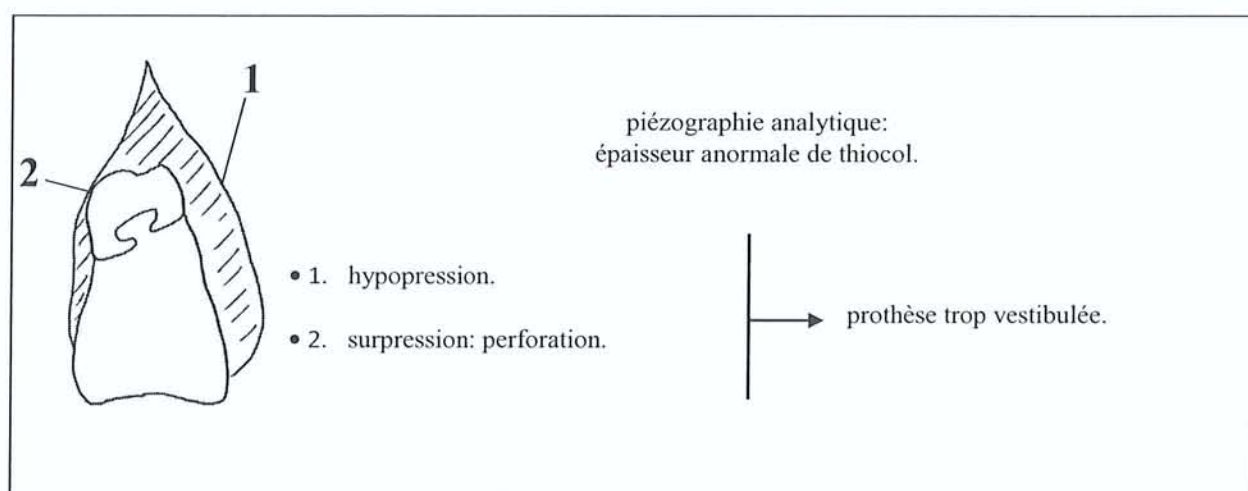 1
piézographie analytique:
épaisseur anormale de thiocol.
2
• 1. hypopression.
prothèse trop vestibulée.
• 2. surpression: perforation.